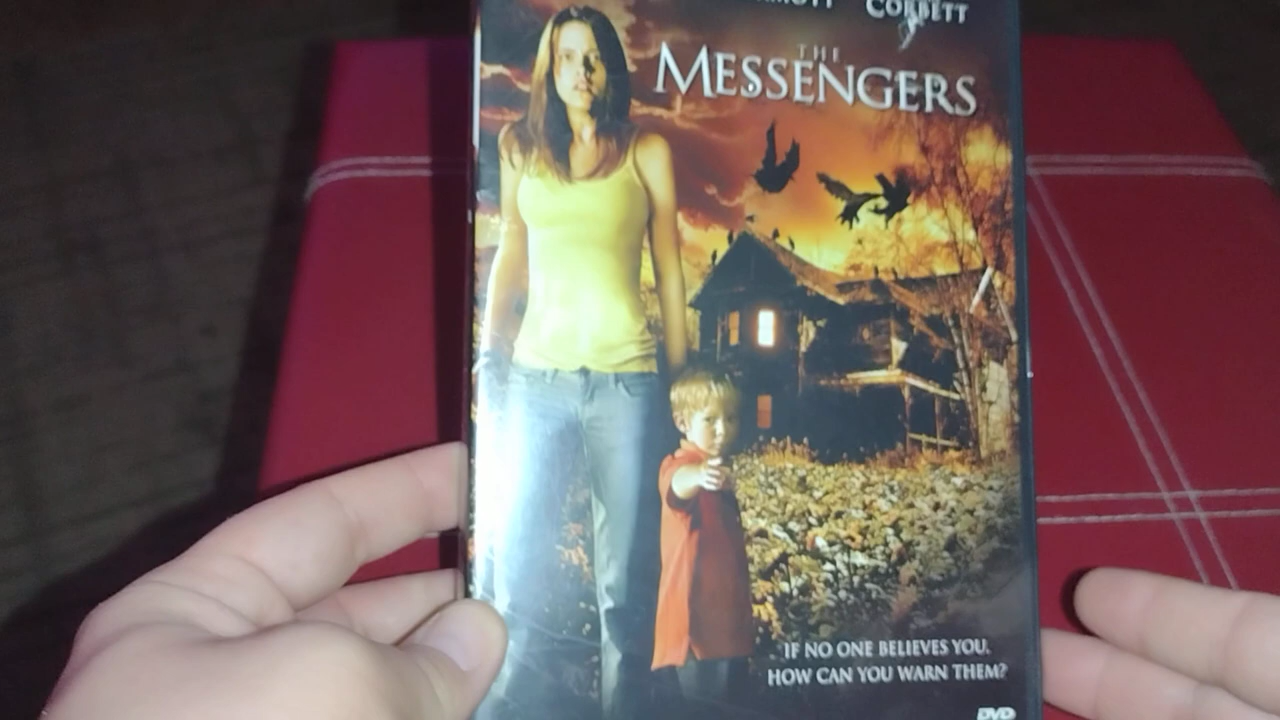 CORBETT
THE
MESSENGERS
IF NO ONE BELIEVES YOU,
HOW CAN YOU WARN THEM?
DVD